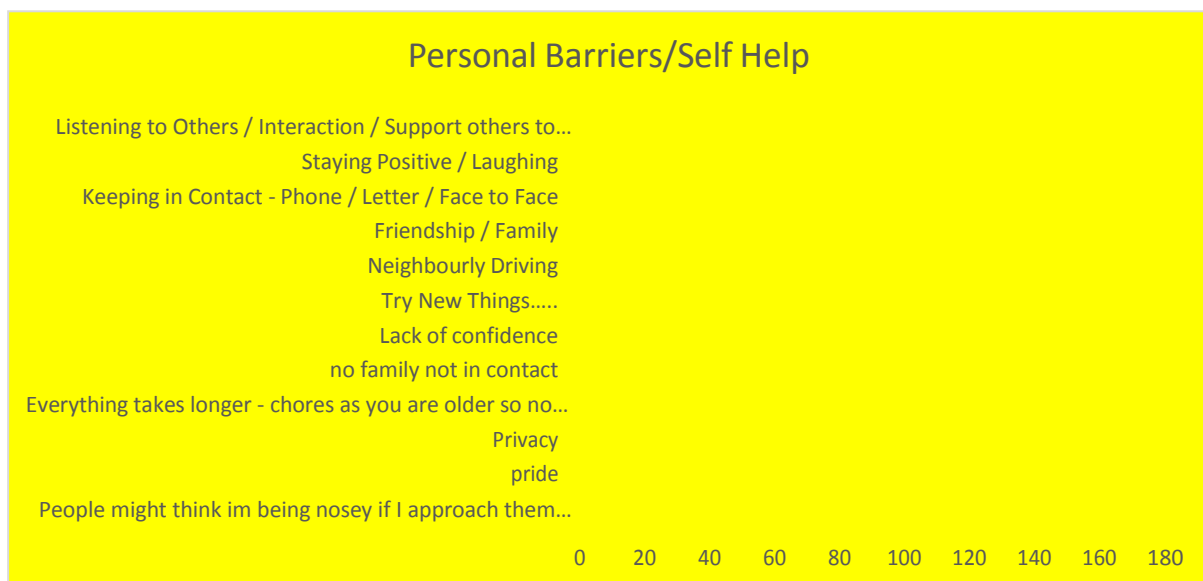 Personal Barriers/Self Help
Listening to Others / Interaction / Support others to...
Staying Positive / Laughing
Keeping in Contact - Phone / Letter / Face to Face
Friendship / Family
Neighbourly Driving
Try New Things.....
Lack of confidence
no family not in contact
Everything takes longer - chores as you are older so no...
Privacy
pride
People might think im being nosey if I approach them...
0 20 40 60 80 100 120 140 160 180